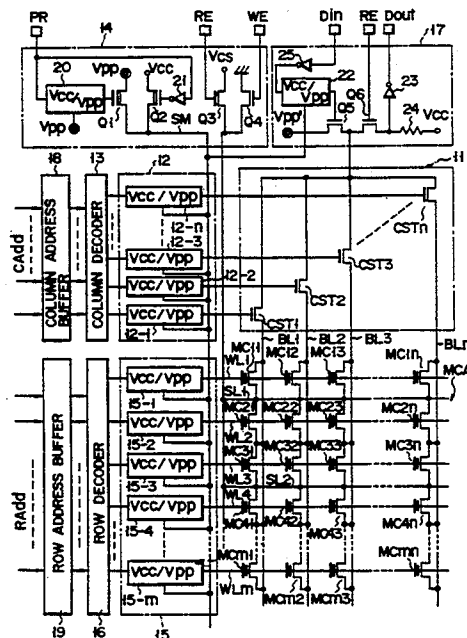 PR RE WE Din RE Dout
14 17
20 Vpp VCC VCS 25 22
VCC/Vpp 21 VCC/Vpp Q6 23
Vpp Q1 Q2 SM Q3 Q4 Vpp' Q5 24 VCC
18 13 12 11
CAdd
COLUMN ADDRESS BUFFER
COLUMN DECODER
VCC/Vpp
12-n CSTn
VCC/Vpp
12-3 CST3
VCC/Vpp
12-2 CST2
VCC/Vpp
12-1 CST1
BL1 BL2 BL3 BLn
MC11 MC12 MC13 MC1n MCA
RAdd
ROW ADDRESS BUFFER
ROW DECODER
VCC/Vpp WL1
15-1 SL1
MC21 MC22 MC23 MC2n
VCC/Vpp WL2
15-2
MC31 MC32 MC33 MC3n
VCC/Vpp WL3
15-3 SL2
VCC/Vpp WL4
15-4 MC41 MC42 MC43 MC4n
VCC/Vpp MCm1 MCmn
15-m WLm MCm2 MCm3
19 16 15